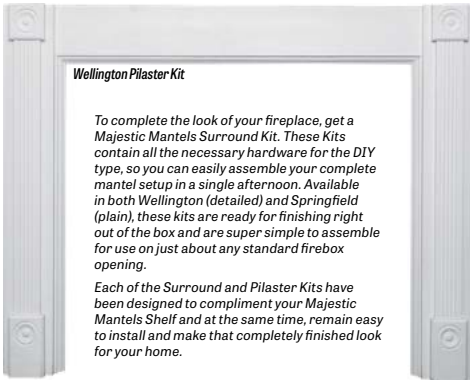 Wellington Pilaster Kit
To complete the look of your fireplace, get a
Majestic Mantels Surround Kit. These Kits
contain all the necessary hardware for the DIY
type, so you can easily assemble your complete
mantel setup in a single afternoon. Available
in both Wellington (detailed) and Springfield
(plain), these kits are ready for finishing right
out of the box and are super simple to assemble
for use on just about any standard firebox
opening.
Each of the Surround and Pilaster Kits have
been designed to compliment your Majestic
Mantels Shelf and at the same time, remain easy
to install and make that completely finished look
for your home.